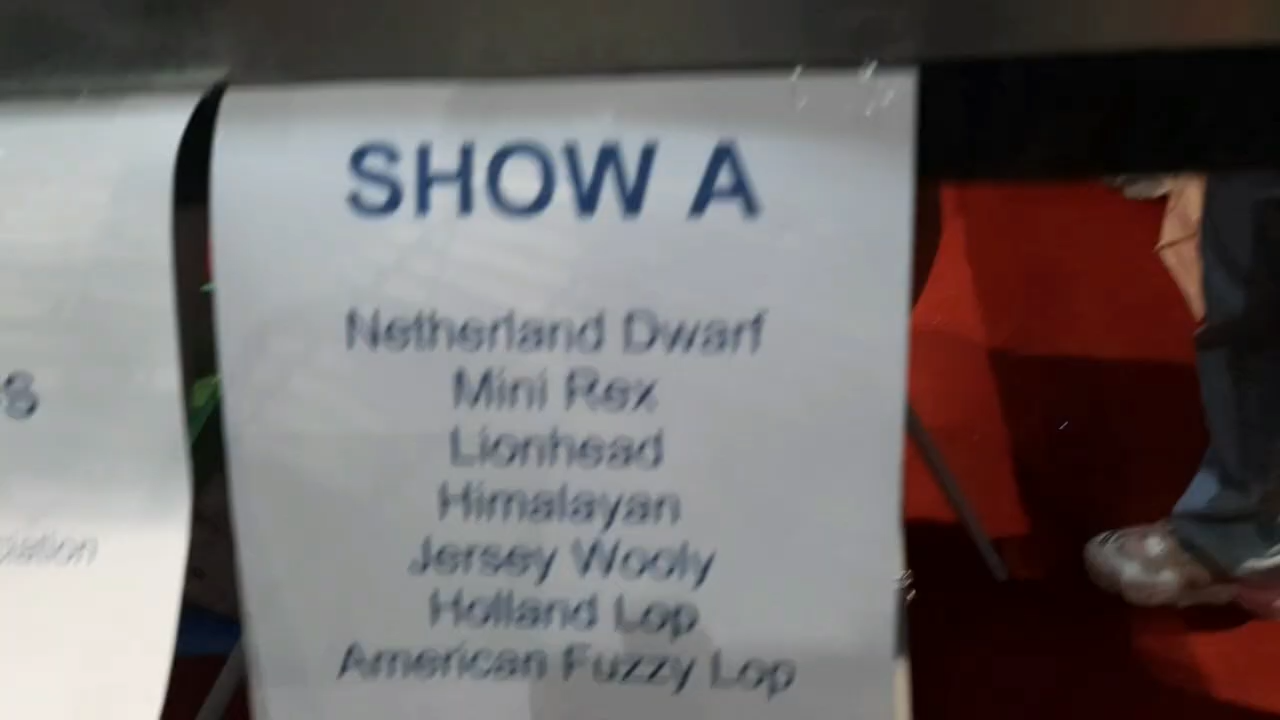 SHOW A
Netherland Dwarf
Mini Rex
Lionhead
Himalayan
Jersey Wooly
Holland Lop
American Fuzzy Lop